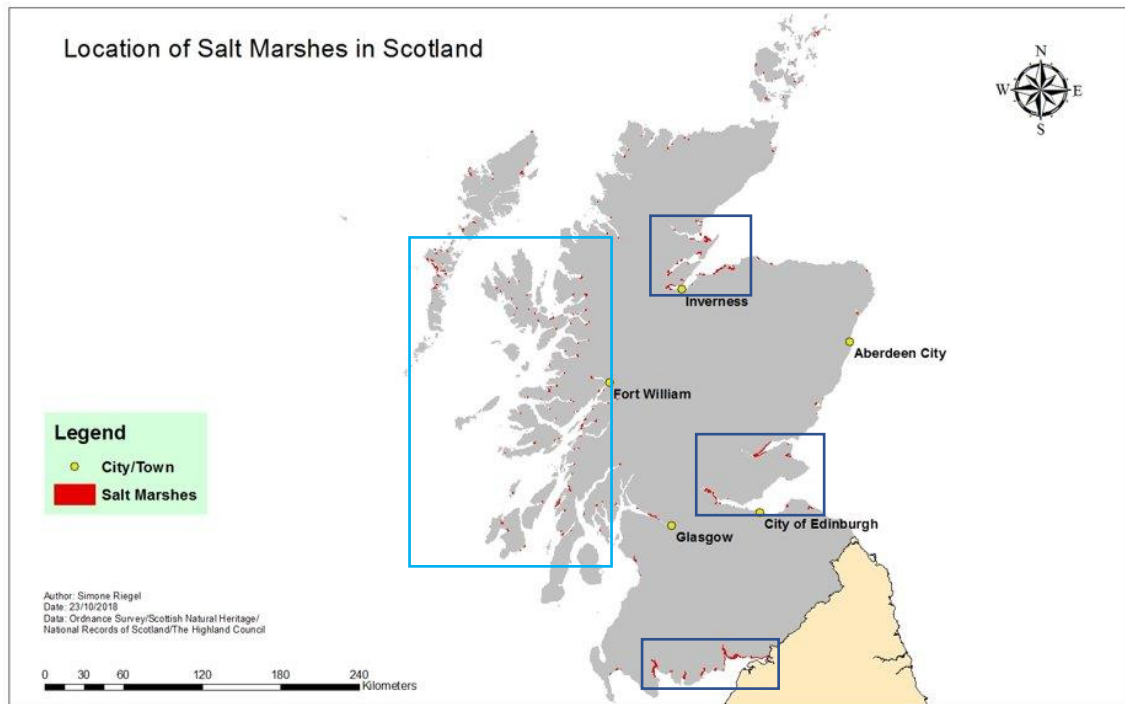 Location of Salt Marshes in Scotland
N
W
E
S
Inverness
Aberdeen City
Fort William
Legend
City/Town
Salt Marshes
City of Edinburgh
Glasgow
Author: Simone Riegel
Date: 23/10/2018
Data: Ordnance Survey/Scottish Natural Heritage/
National Records of Scotland/The Highland Council
0 30 60 120 180 240
Kilometers